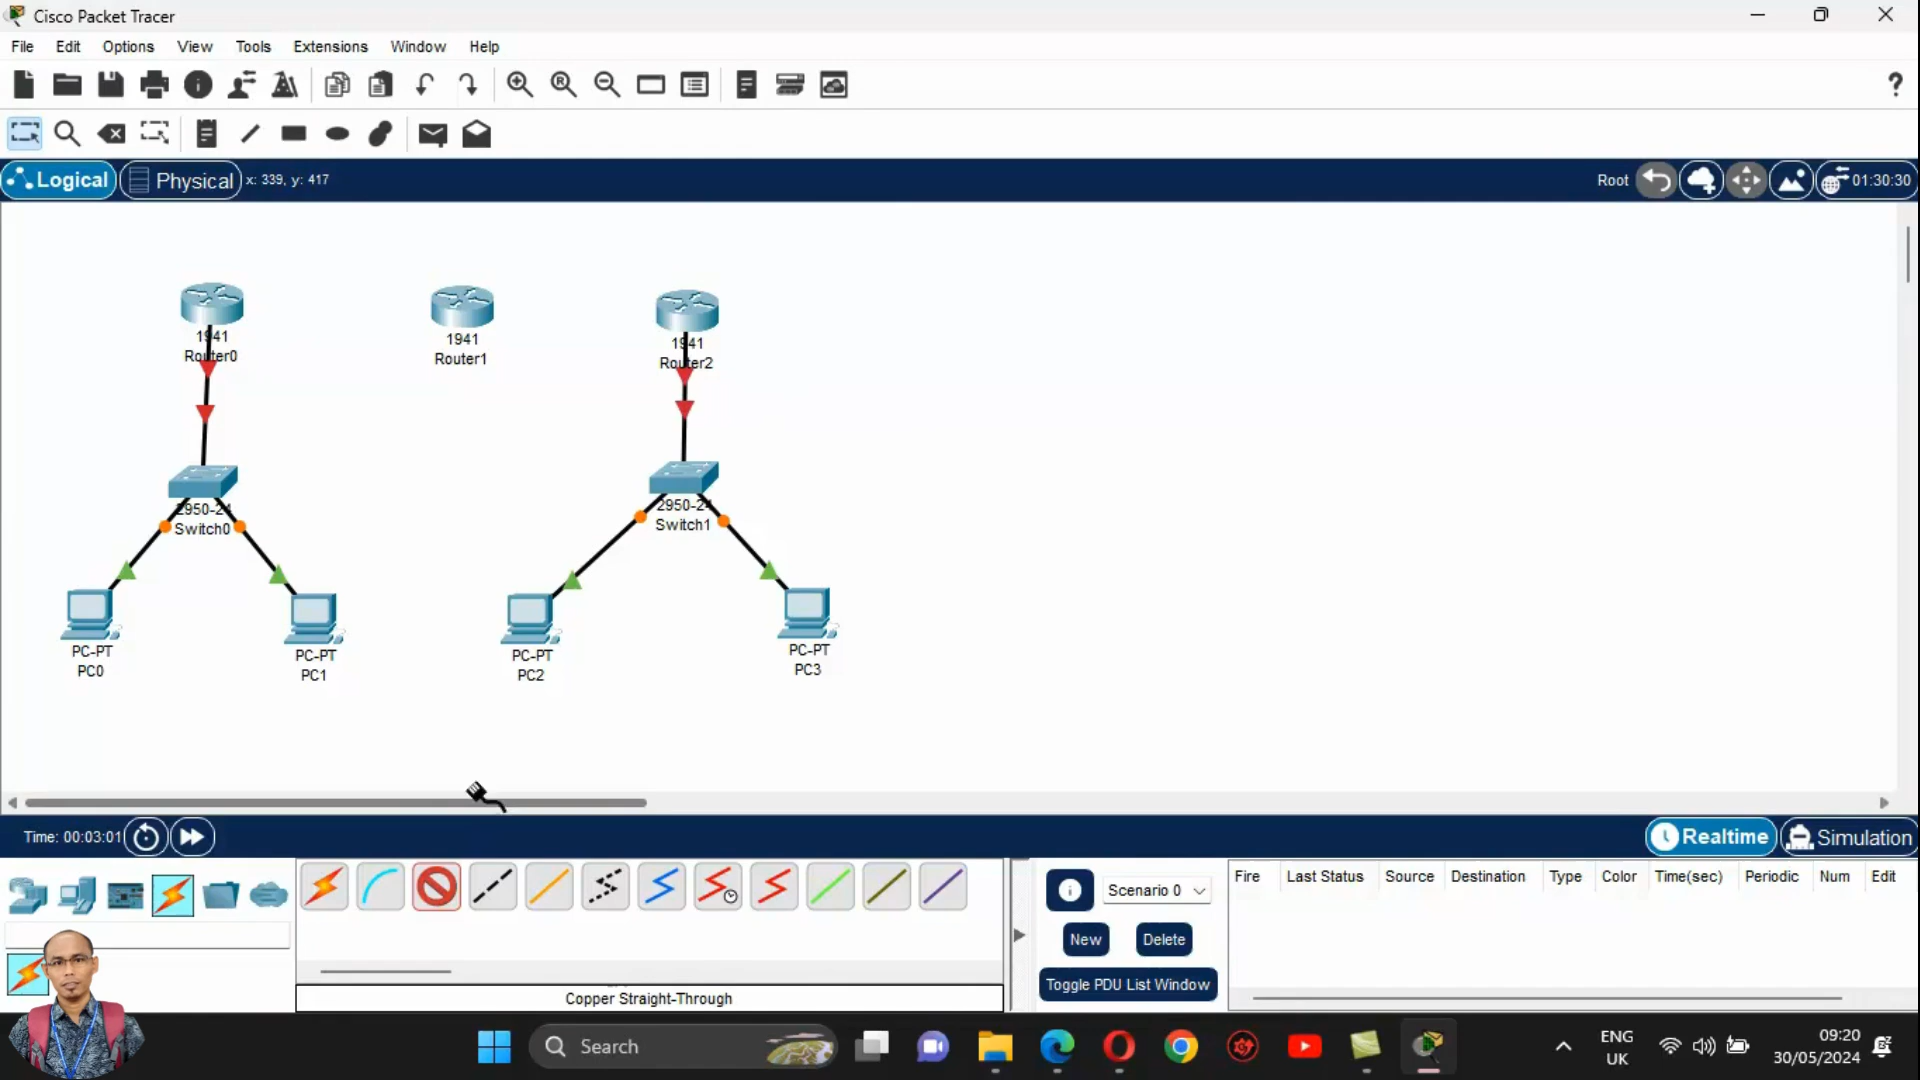 Cisco Packet Tracer
File Edit Options View Tools Extensions Window Help
Logical Physical x: 339, y: 417 Root 01:30:30
1941
Router0
1941
Router1
1941
Router2
2950-24
Switch0
2950-24
Switch1
PC-PT
PC0
PC-PT
PC1
PC-PT
PC2
PC-PT
PC3
Time: 00:03:01 Realtime Simulation
Scenario 0
New Delete
Toggle PDU List Window
Fire Last Status Source Destination Type Color Time(sec) Periodic Num Edit
Copper Straight-Through
Search
ENG
UK
09:20
30/05/2024